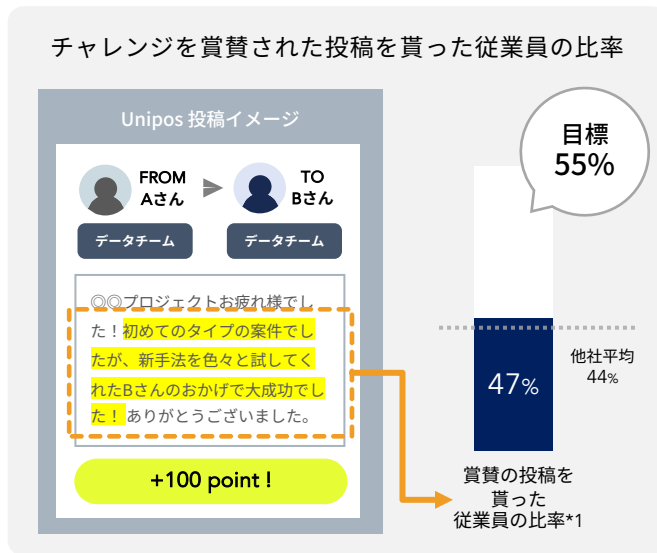 チャレンジを賞賛された投稿を貰った従業員の比率
Unipos 投稿イメージ
FROM
Aさん
TO
Bさん
データチーム
データチーム
◎◎プロジェクトお疲れ様でし
た！初めてのタイプの案件でし
たが、新手法を色々と試してく
れたBさんのおかげで大成功でし
た！ありがとうございました。
+100 point !
目標
55%
47%
他社平均
44%
賞賛の投稿を
貰った
従業員の比率*1